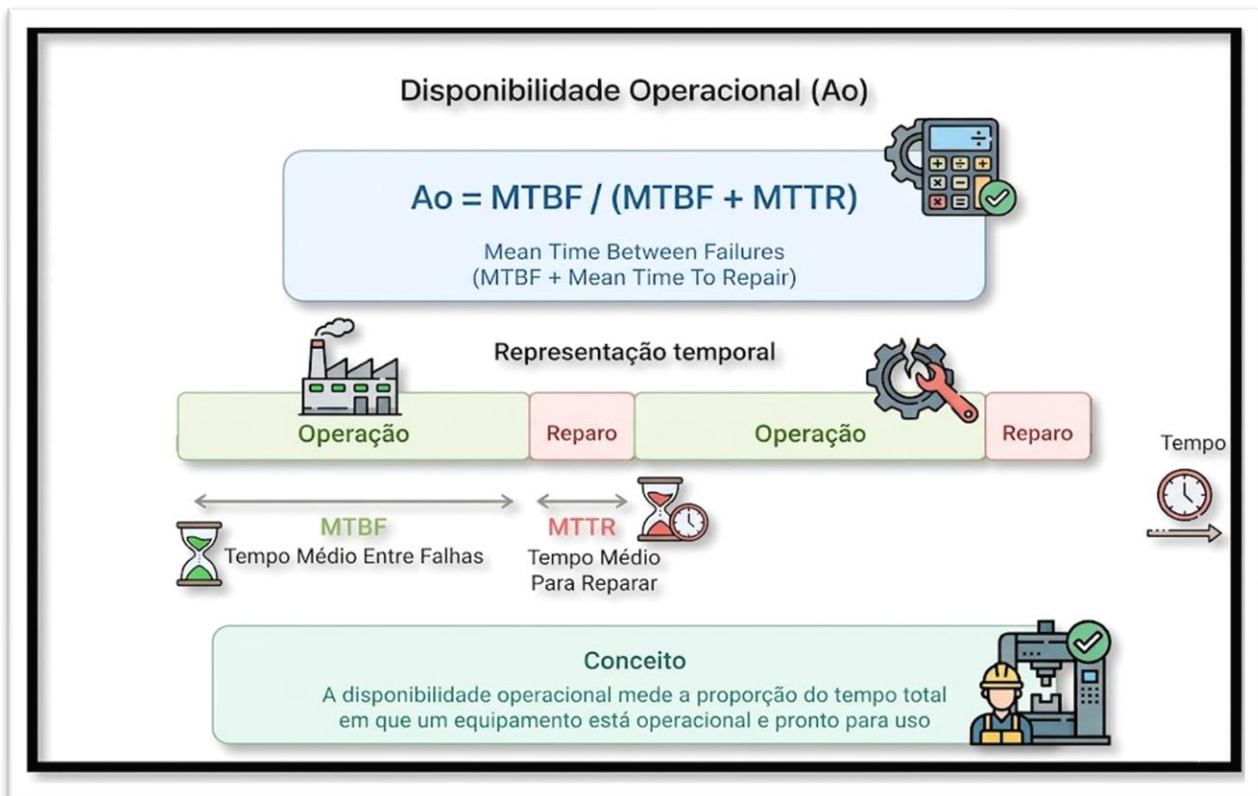 Disponibilidade Operacional (Ao)
Ao = MTBF / (MTBF + MTTR)
Mean Time Between Failures
(MTBF + Mean Time To Repair)
Representação temporal
Operação
Reparo
Operação
Reparo
Tempo
MTBF
Tempo Médio Entre Falhas
MTTR
Tempo Médio
Para Reparar
Conceito
A disponibilidade operacional mede a proporção do tempo total
em que um equipamento está operacional e pronto para uso